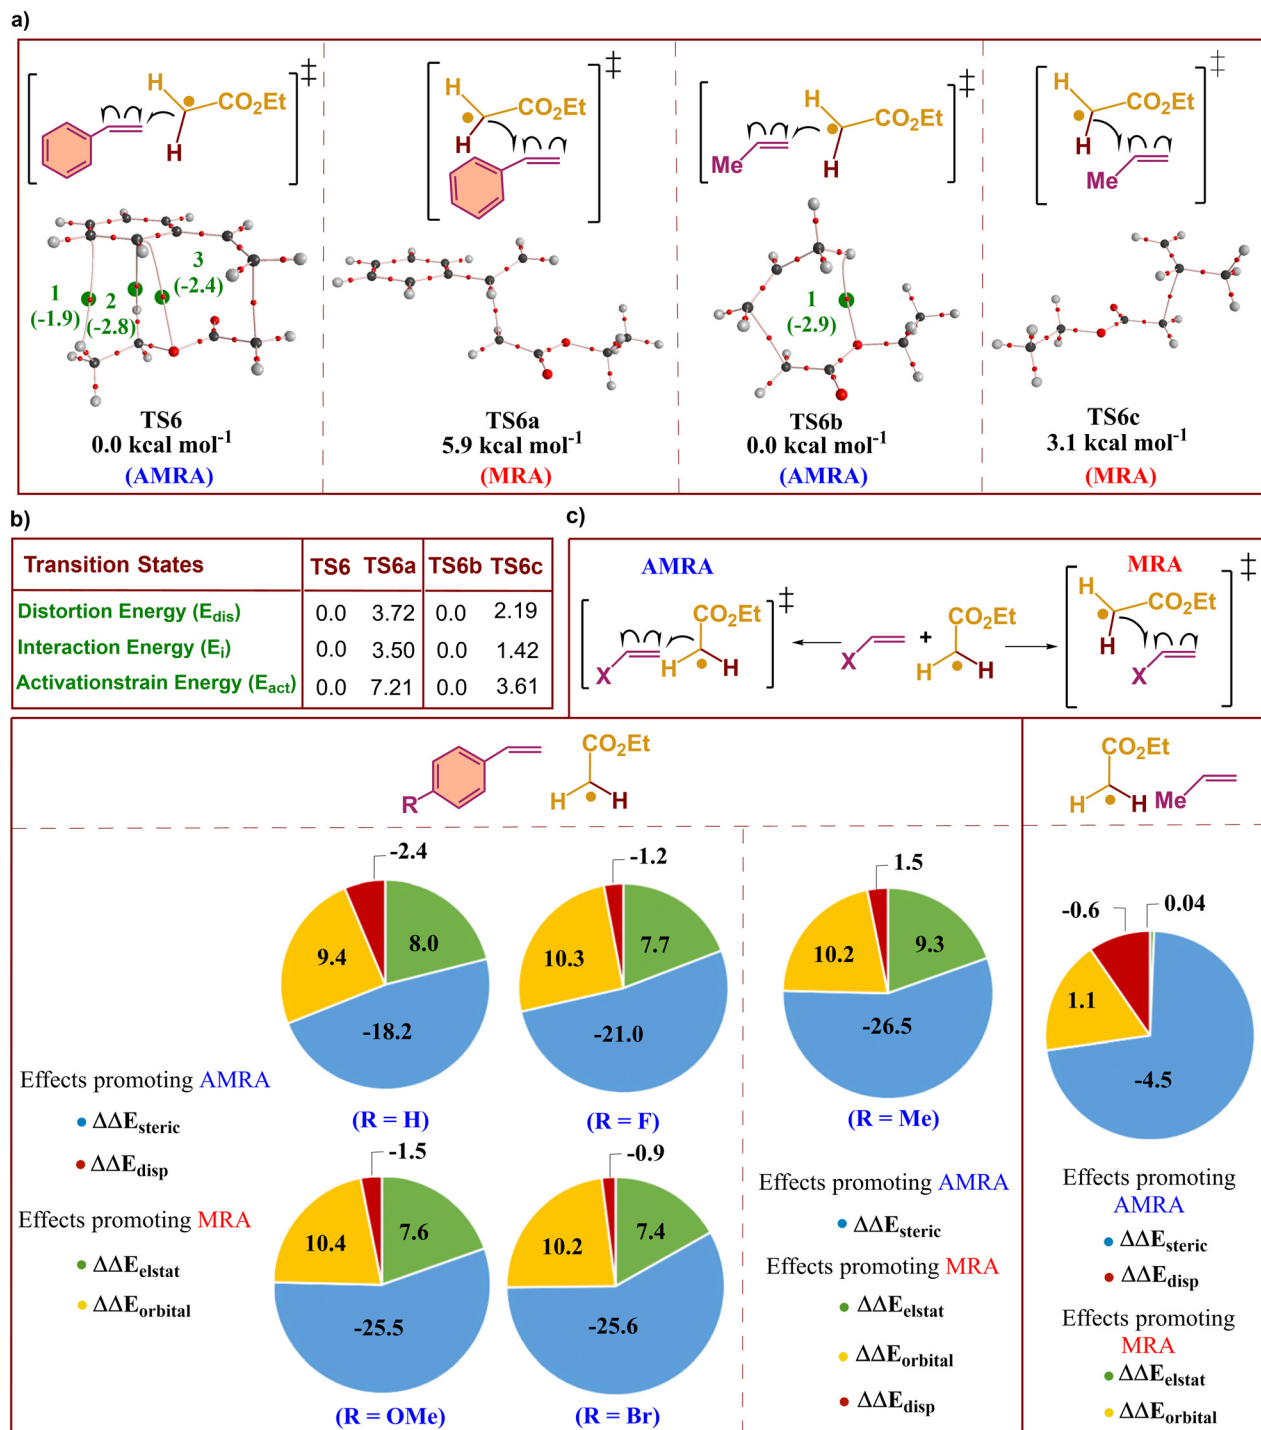 a)
H
CO2Et
H
‡
H
CO2Et
H
‡
H
CO2Et
Me
H
‡
H
CO2Et
H
Me
‡
1
(-1.9)
2
(-2.8)
3
(-2.4)
1
(-2.9)
TS6
0.0 kcal mol-1
(AMRA)
TS6a
5.9 kcal mol-1
(MRA)
TS6b
0.0 kcal mol-1
(AMRA)
TS6c
3.1 kcal mol-1
(MRA)
b)
Transition States TS6 TS6a TS6b TS6c
Distortion Energy (Edis) 0.0 3.72 0.0 2.19
Interaction Energy (Ei) 0.0 3.50 0.0 1.42
Activationstrain Energy (Eact) 0.0 7.21 0.0 3.61
c)
AMRA
CO2Et
X
H
H
‡
X
+
CO2Et
H
H
MRA
H
CO2Et
H
X
‡
R
CO2Et
H
H
CO2Et
H
H
Me
-2.4
9.4
8.0
-18.2
(R = H)
-1.2
10.3
7.7
-21.0
(R = F)
1.5
10.2
9.3
-26.5
(R = Me)
-0.6
0.04
1.1
-4.5
Effects promoting AMRA
ΔΔEsteric
ΔΔEdisp
Effects promoting MRA
ΔΔEelstat
ΔΔEorbital
-1.5
10.4
7.6
-25.5
(R = OMe)
-0.9
10.2
7.4
-25.6
(R = Br)
Effects promoting AMRA
ΔΔEsteric
Effects promoting MRA
ΔΔEelstat
ΔΔEorbital
ΔΔEdisp
Effects promoting
AMRA
ΔΔEsteric
ΔΔEdisp
Effects promoting
MRA
ΔΔEelstat
ΔΔEorbital